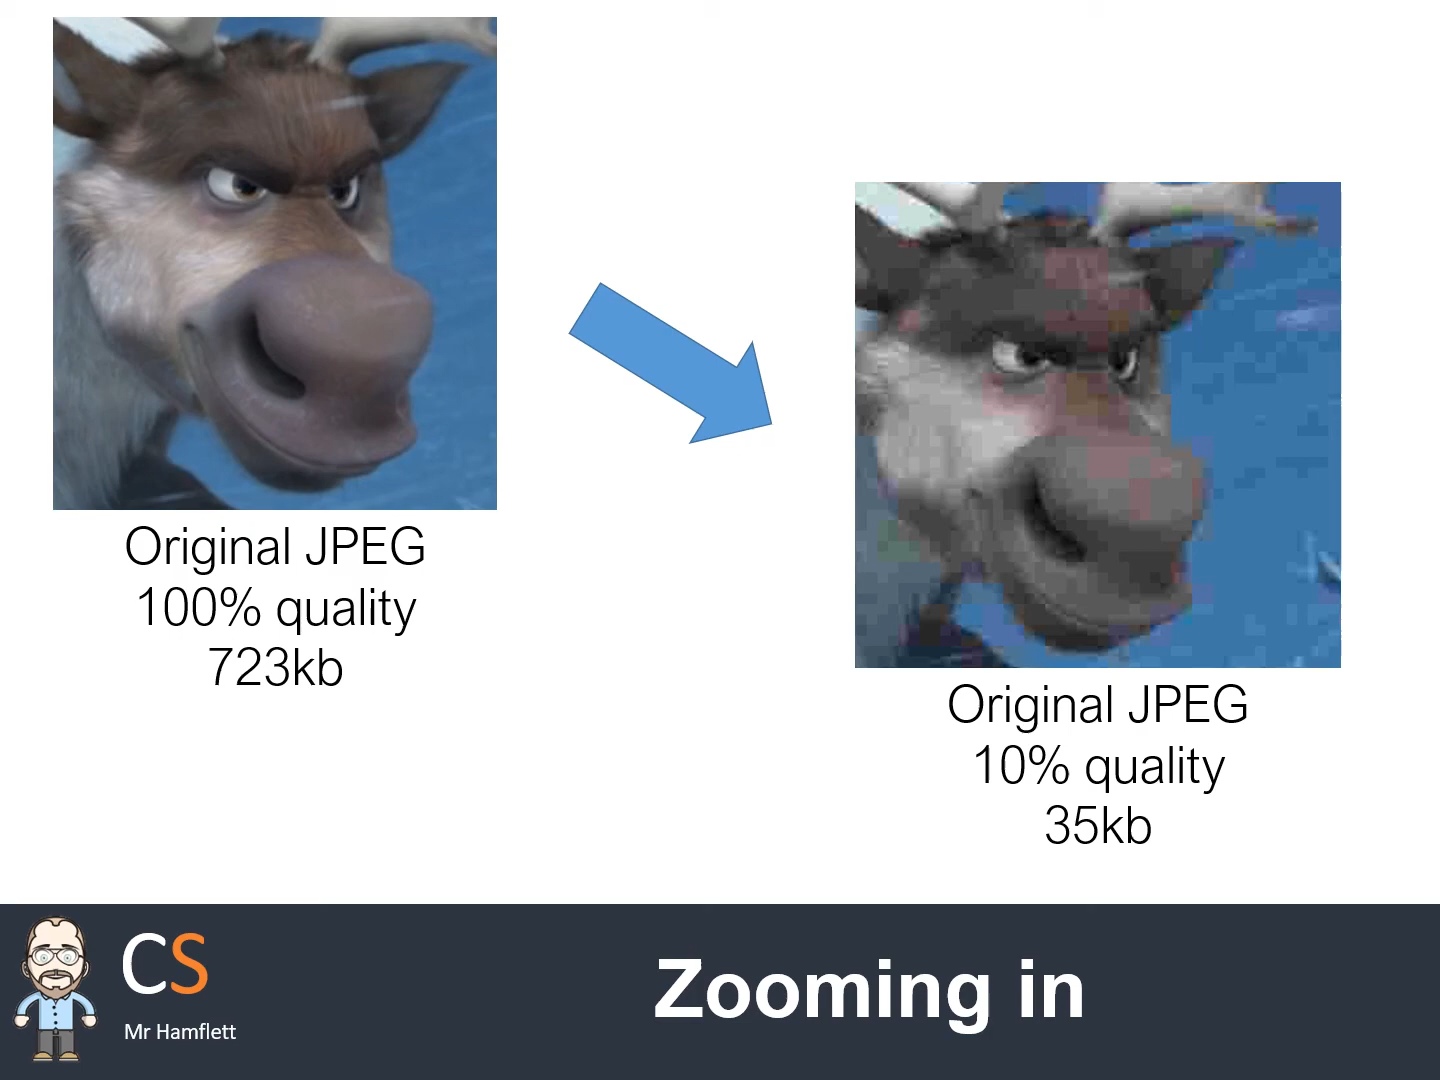 Original JPEG
100% quality
723kb
Original JPEG
10% quality
35kb
CS
Mr Hamflett
Zooming in